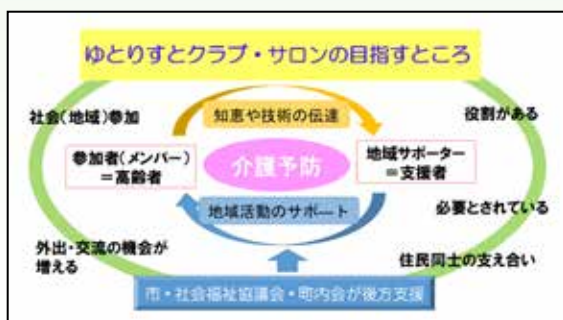 ゆとりすとクラブ・サロンの目指すところ
社会(地域)参加
知恵や技術の伝達
役割がある
参加者(メンバー)
=高齢者
介護予防
地域サポーター
=支援者
地域活動のサポート
必要とされている
外出・交流の機会が
増える
住民同士の支え合い
市・社会福祉協議会・町内会が後方支援